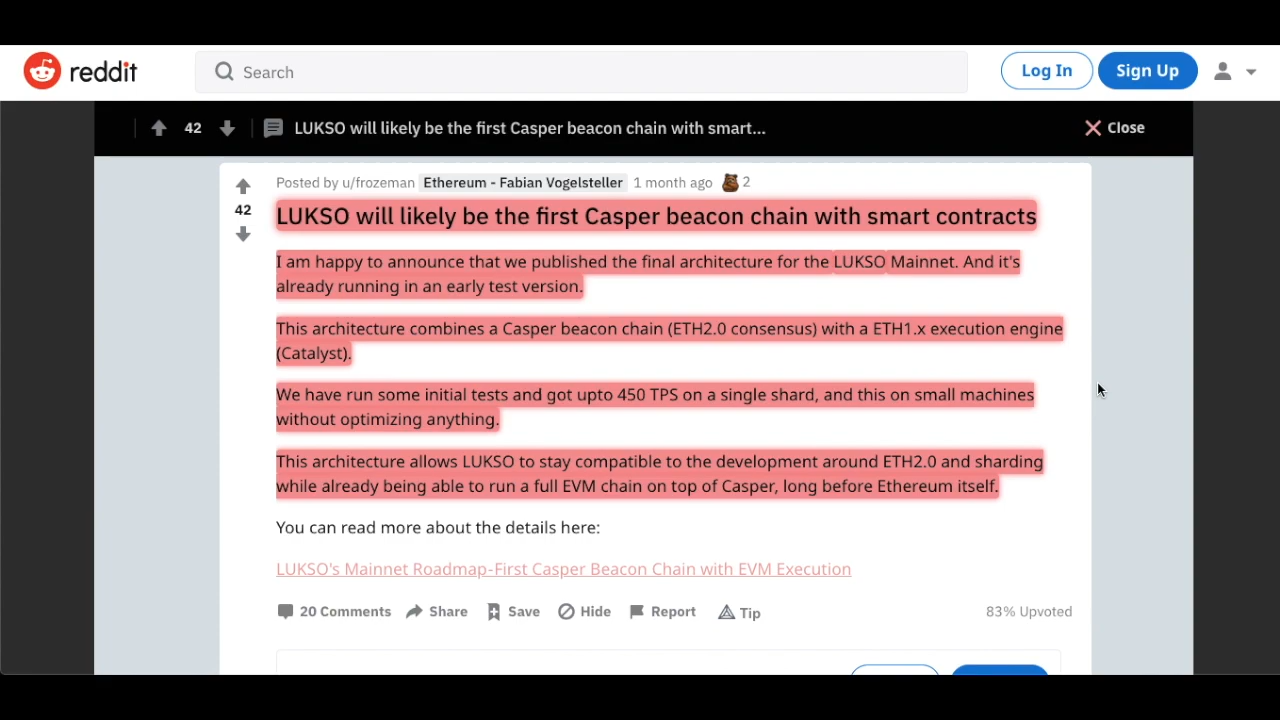 reddit
Search
Log In
Sign Up
42
LUKSO will likely be the first Casper beacon chain with smart...
Close
Posted by u/frozeman Ethereum - Fabian Vogelsteller 1 month ago 2
42
LUKSO will likely be the first Casper beacon chain with smart contracts
I am happy to announce that we published the final architecture for the LUKSO Mainnet. And it's
already running in an early test version.
This architecture combines a Casper beacon chain (ETH2.0 consensus) with a ETH1.x execution engine
(Catalyst).
We have run some initial tests and got upto 450 TPS on a single shard, and this on small machines
without optimizing anything.
This architecture allows LUKSO to stay compatible to the development around ETH2.0 and sharding
while already being able to run a full EVM chain on top of Casper, long before Ethereum itself.
You can read more about the details here:
LUKSO's Mainnet Roadmap-First Casper Beacon Chain with EVM Execution
20 Comments Share Save Hide Report Tip 83% Upvoted